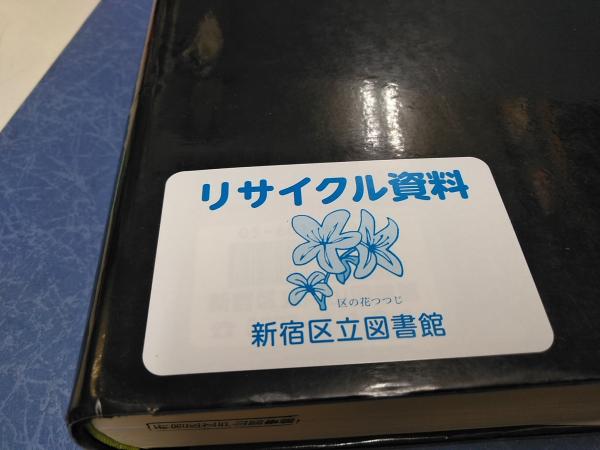 リサイクル資料
区の花つつじ
新宿区立図書館